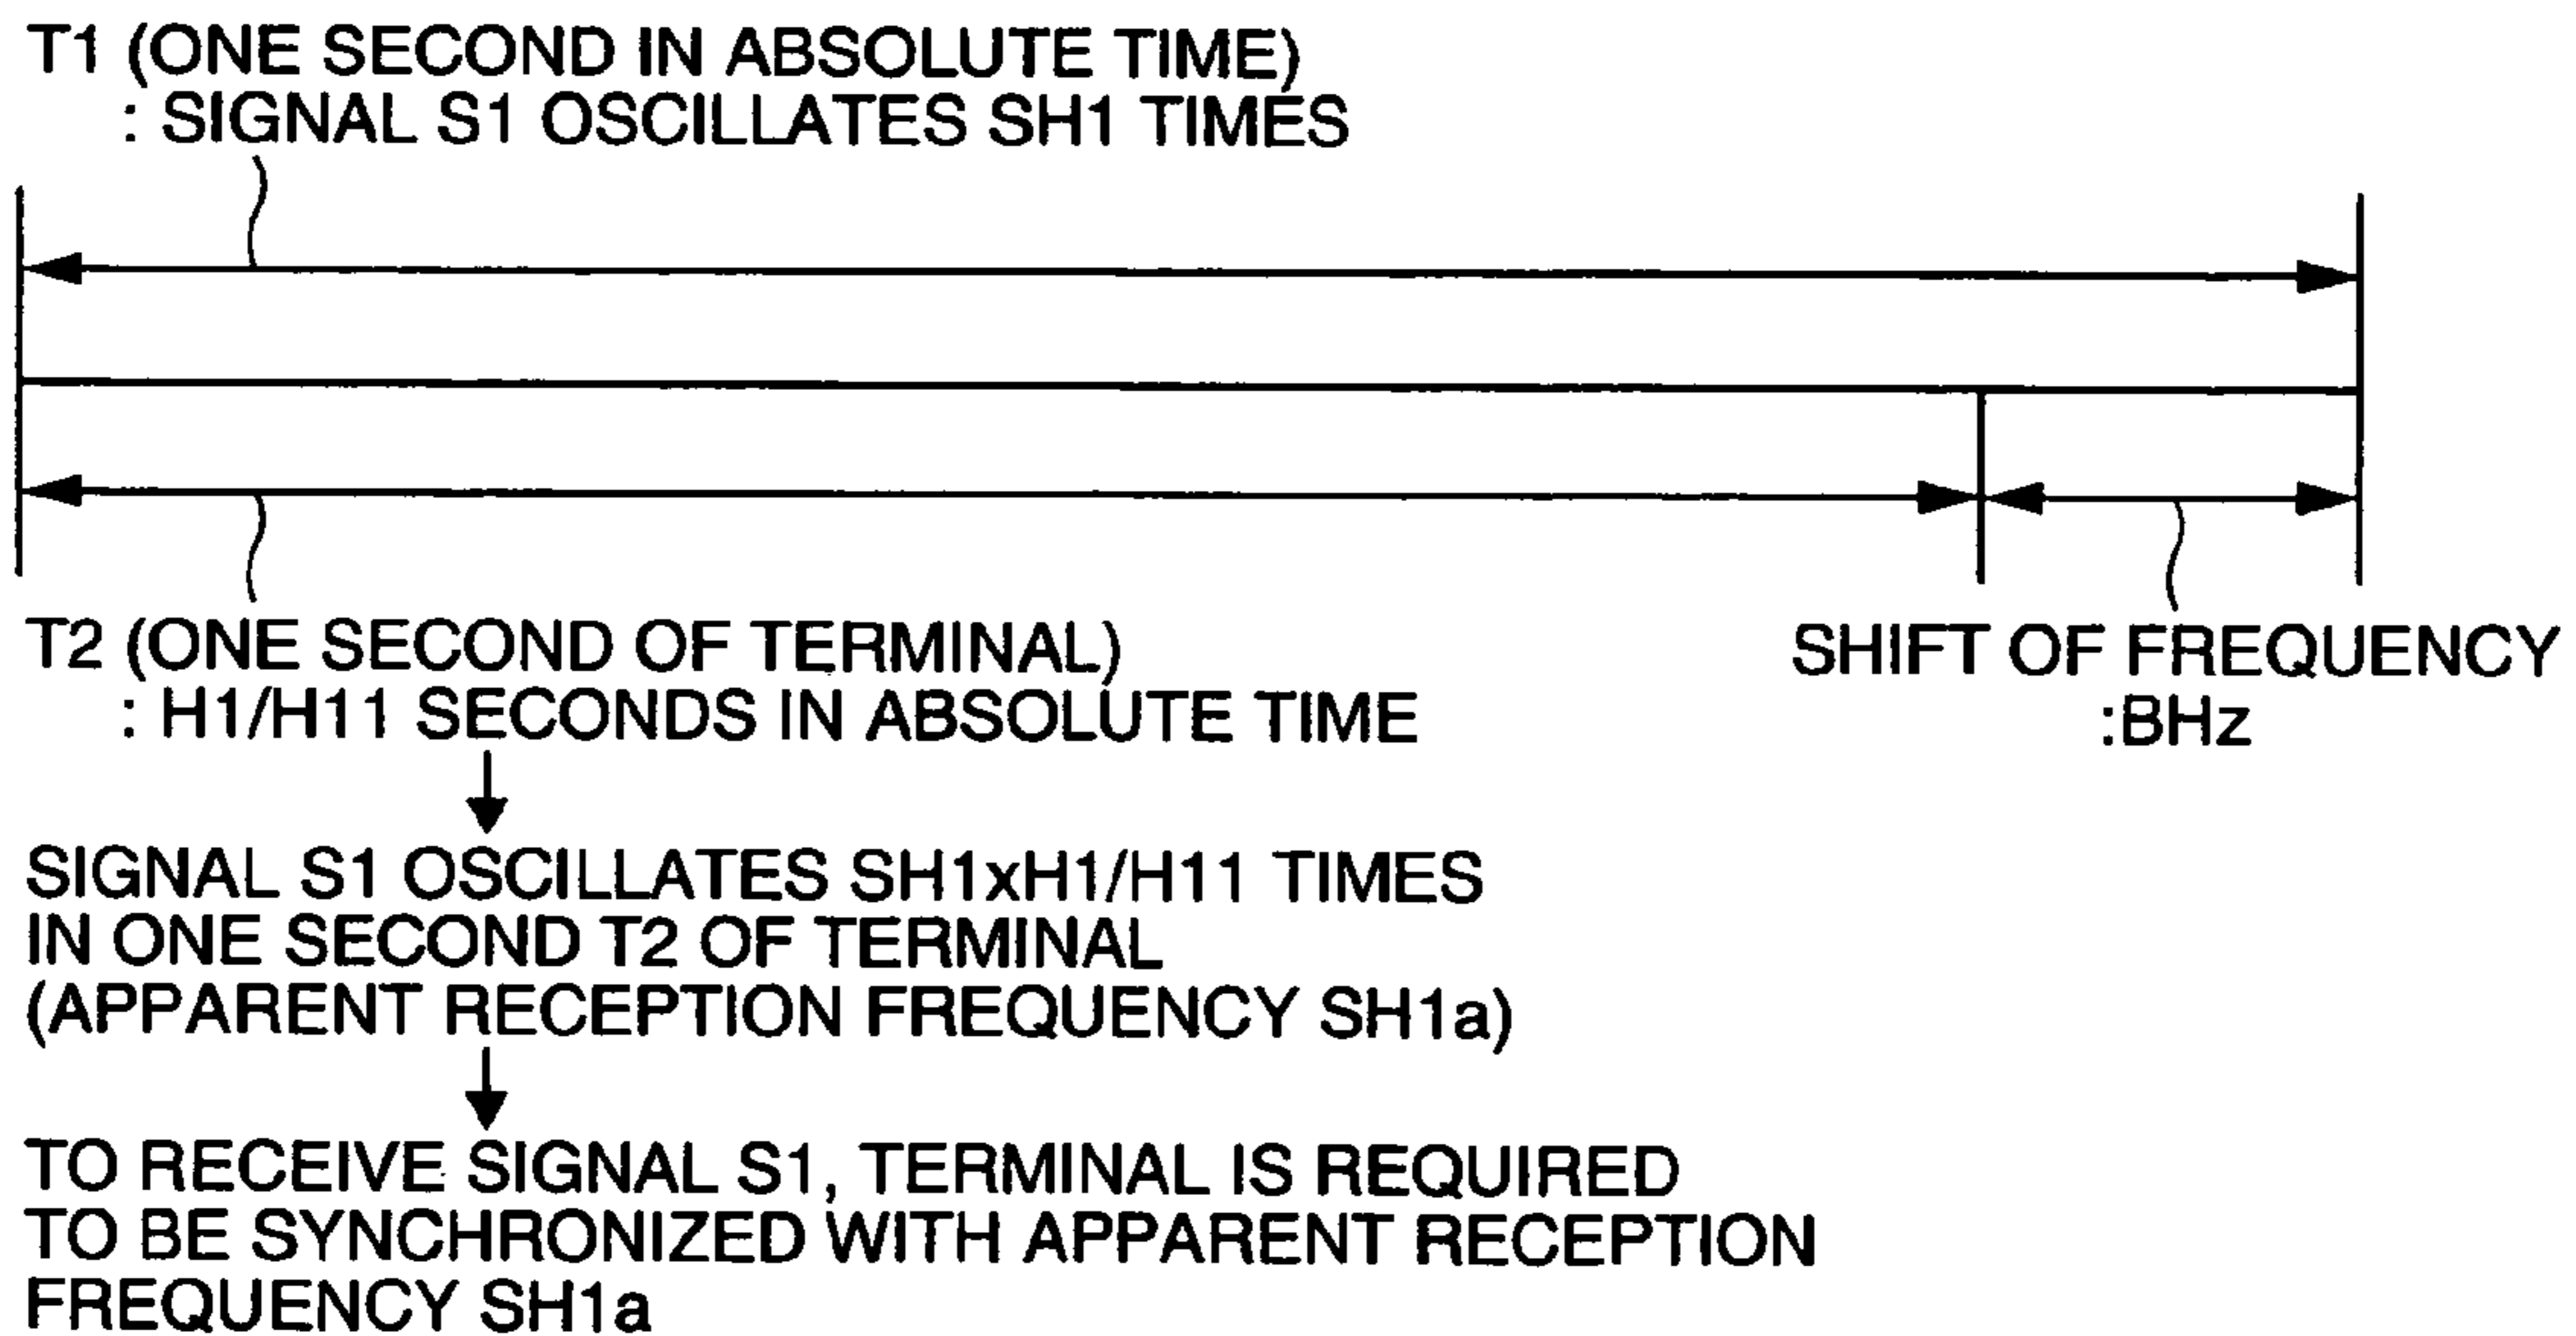 T1 (ONE SECOND IN ABSOLUTE TIME)
: SIGNAL S1 OSCILLATES SH1 TIMES
T2 (ONE SECOND OF TERMINAL)
: H1/H11 SECONDS IN ABSOLUTE TIME
SHIFT OF FREQUENCY
:BHz
SIGNAL S1 OSCILLATES SH1xH1/H11 TIMES
IN ONE SECOND T2 OF TERMINAL
(APPARENT RECEPTION FREQUENCY SH1a)
TO RECEIVE SIGNAL S1, TERMINAL IS REQUIRED
TO BE SYNCHRONIZED WITH APPARENT RECEPTION
FREQUENCY SH1a